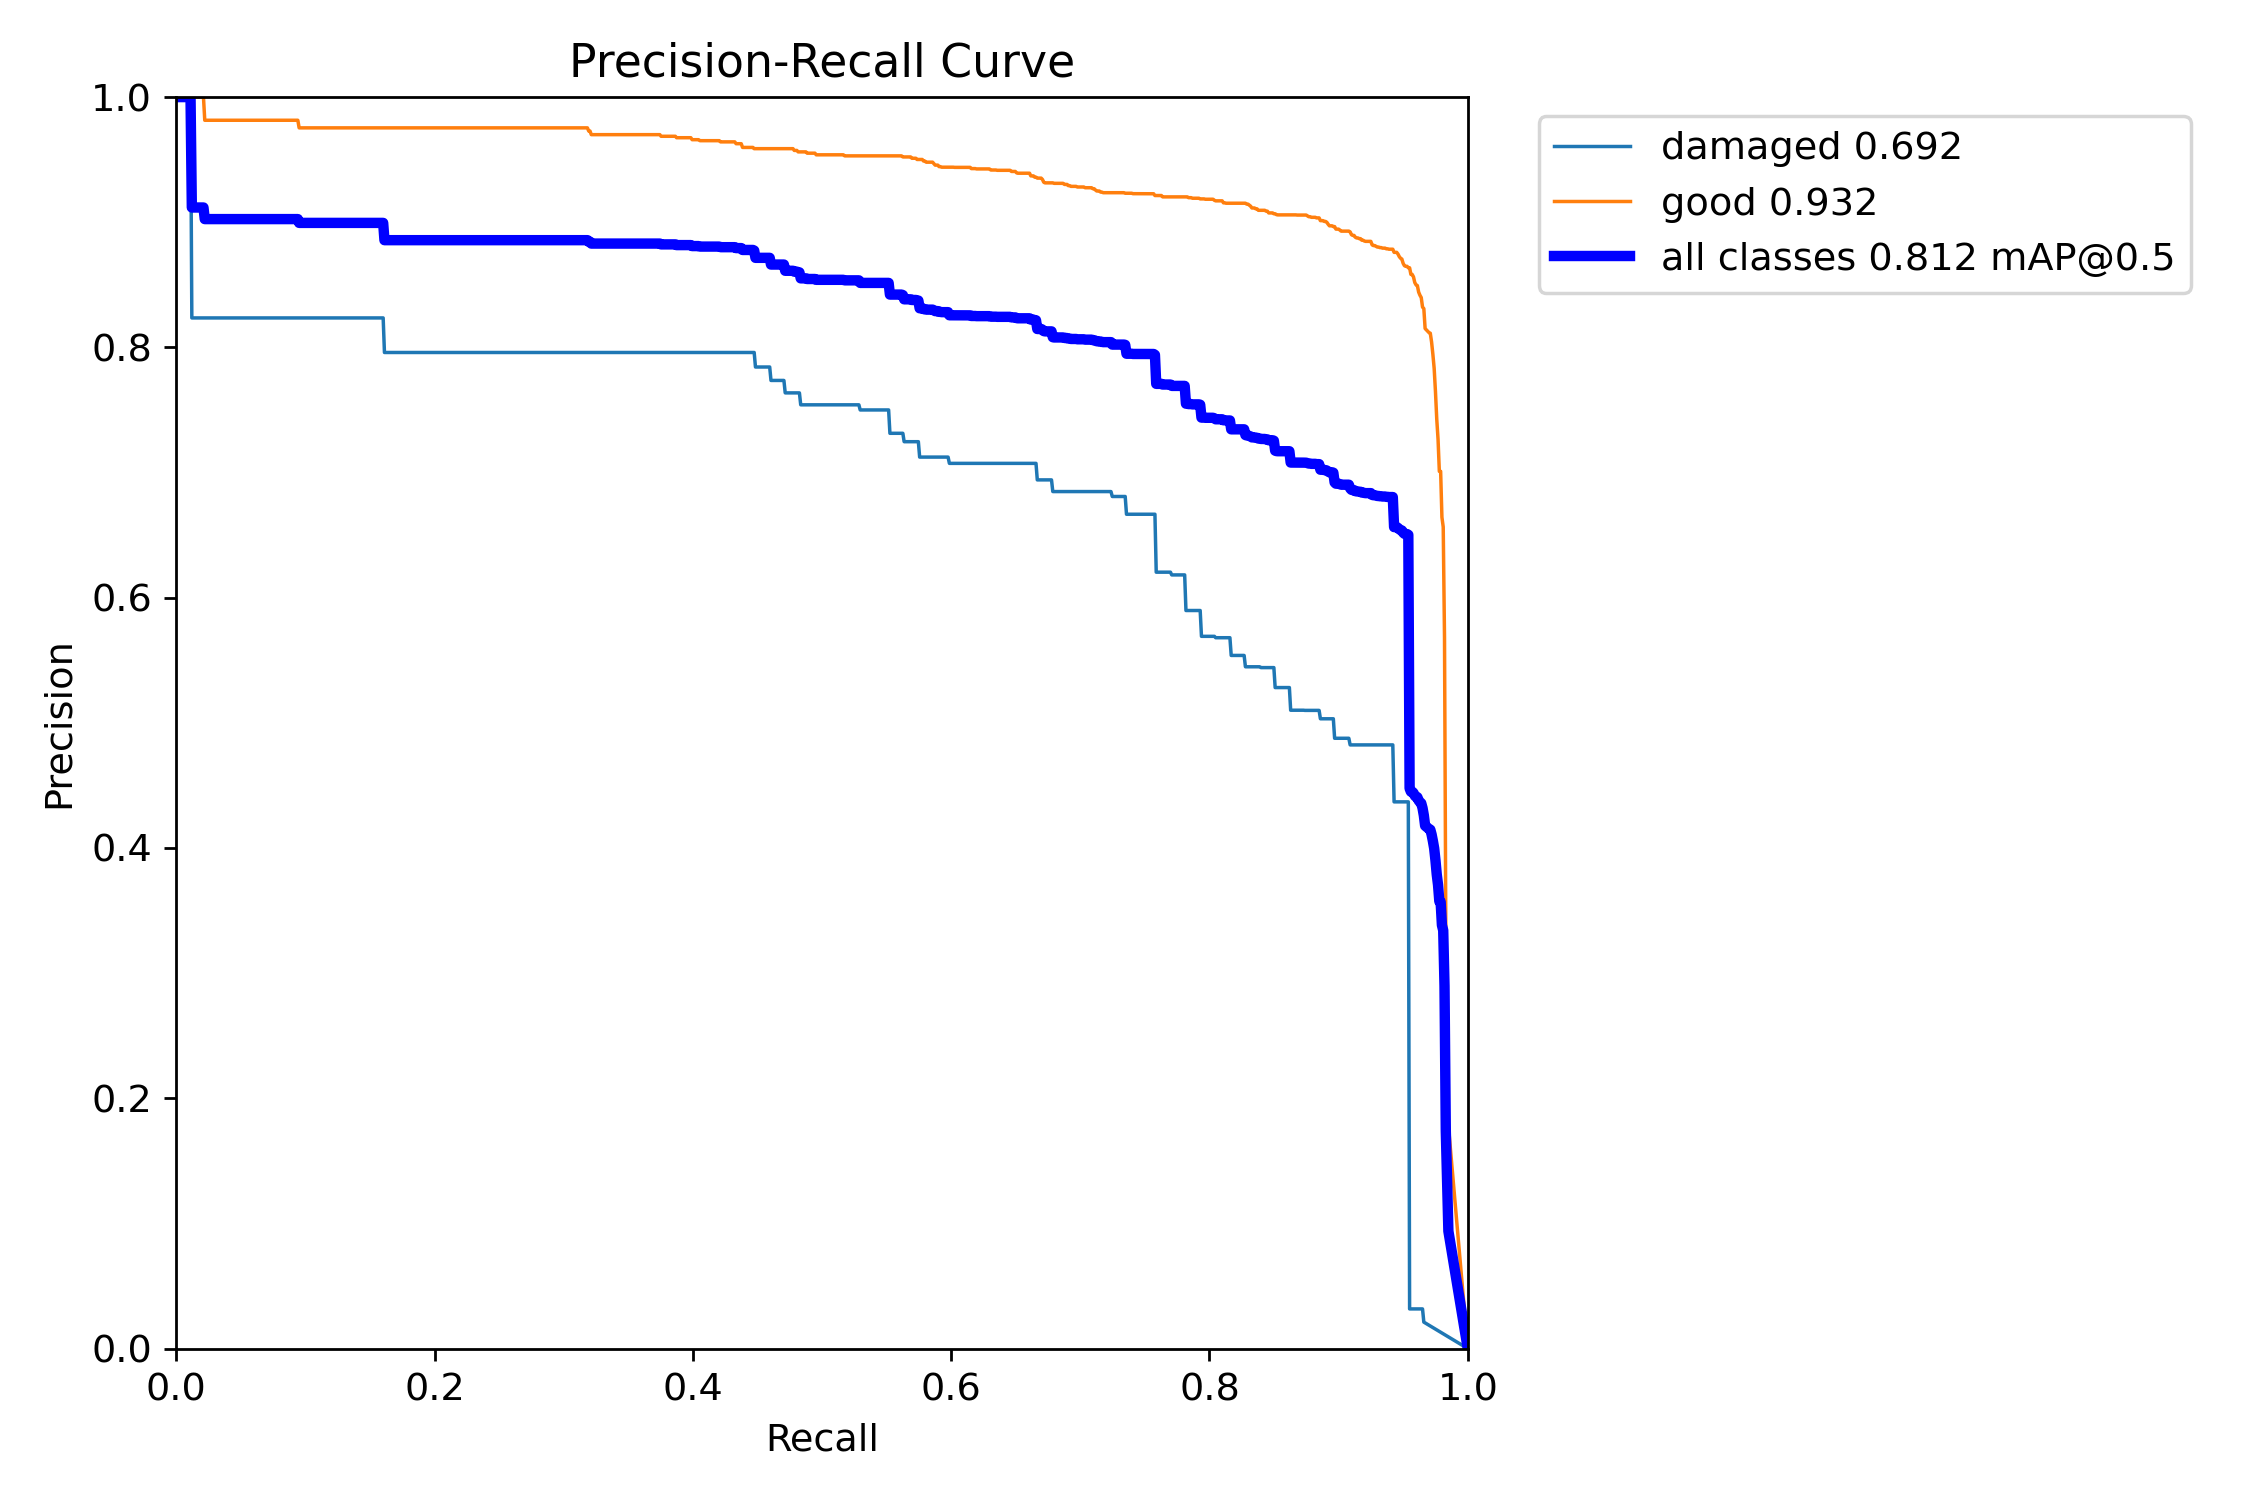 Precision-Recall Curve
1.0
0.8
0.6
0.4
0.2
0.0
Precision
0.0 0.2 0.4 0.6 0.8 1.0
Recall
damaged 0.692
good 0.932
all classes 0.812 mAP@0.5